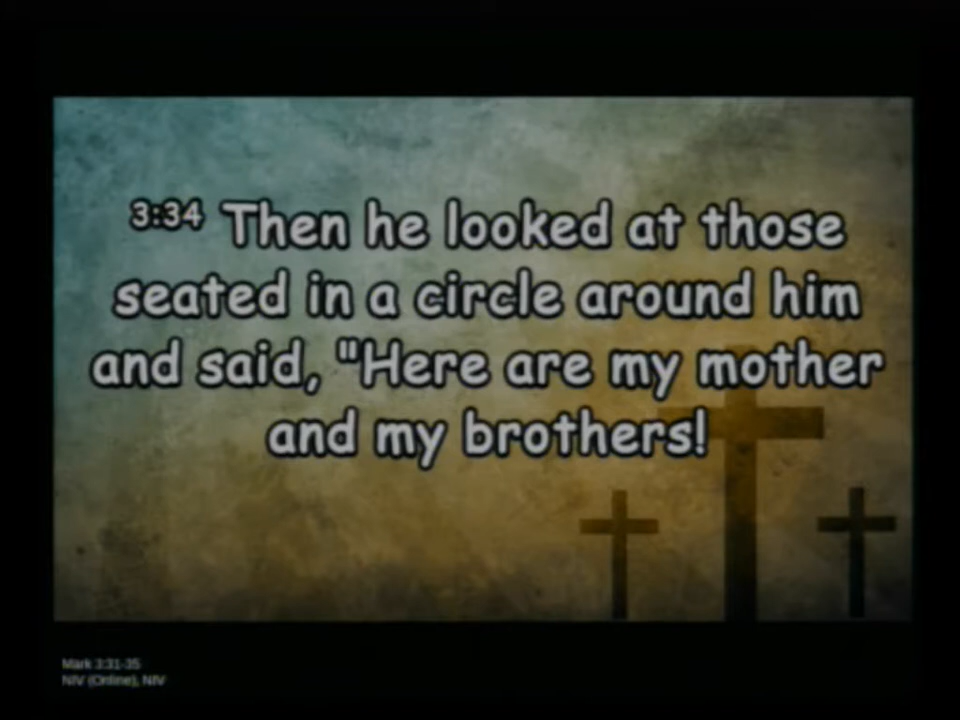 3:34 Then he looked at those
seated in a circle around him
and said, "Here are my mother
and my brothers!
Mark 3:31-35
NIV (Online), NIV